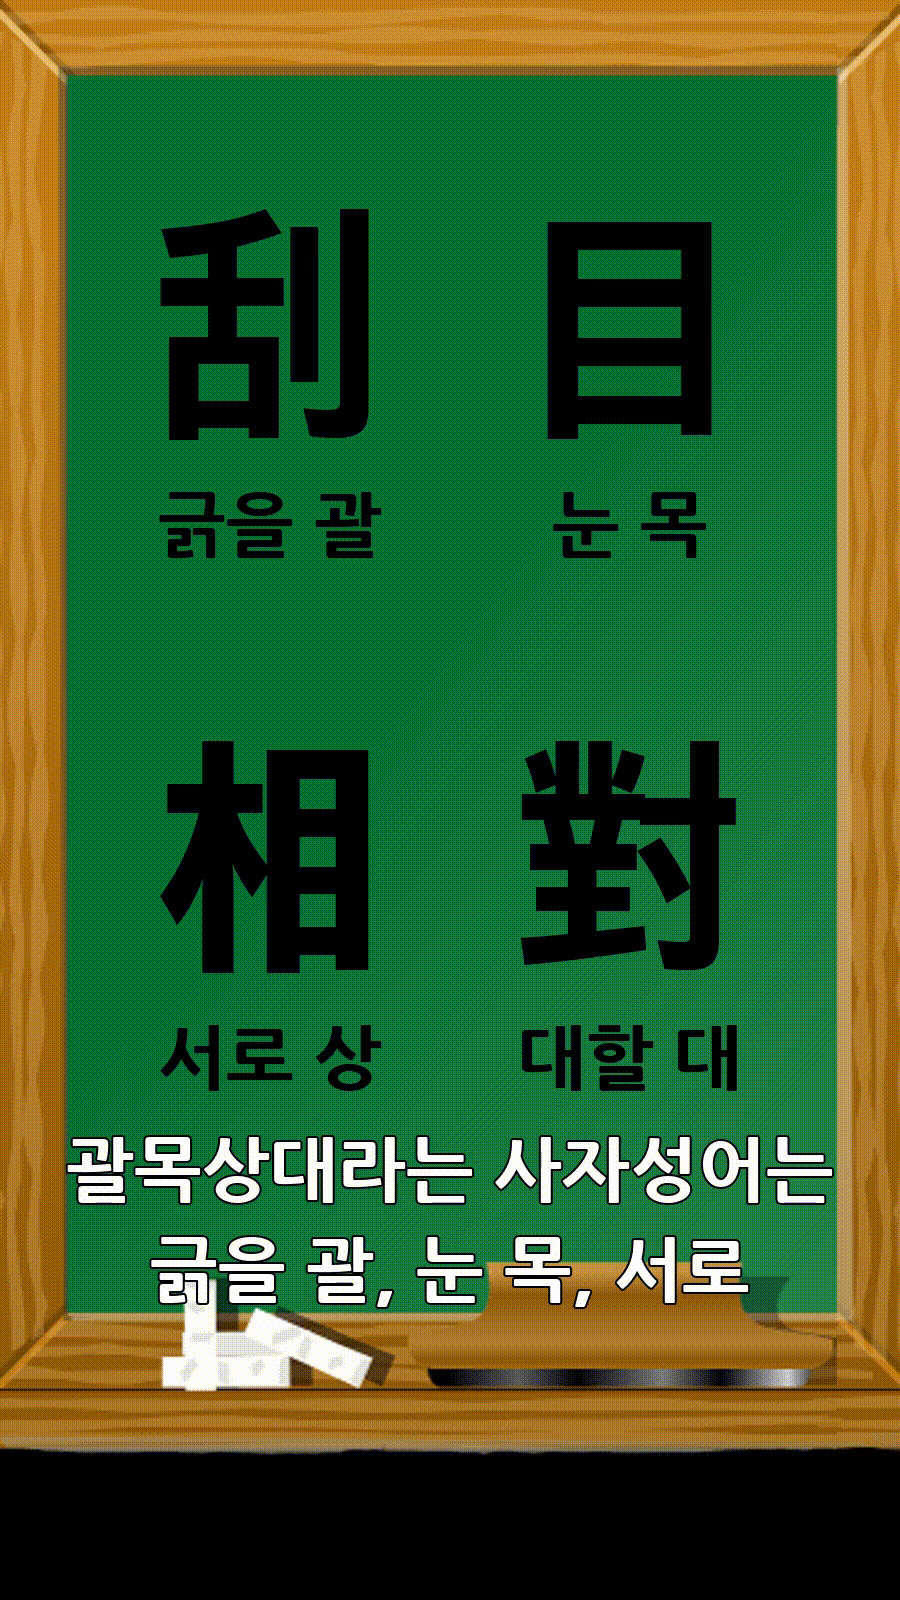 刮 目
긁을 괄 눈 목
相 對
서로 상 대할 대
괄목상대라는 사자성어는
긁을 괄, 눈 목, 서로